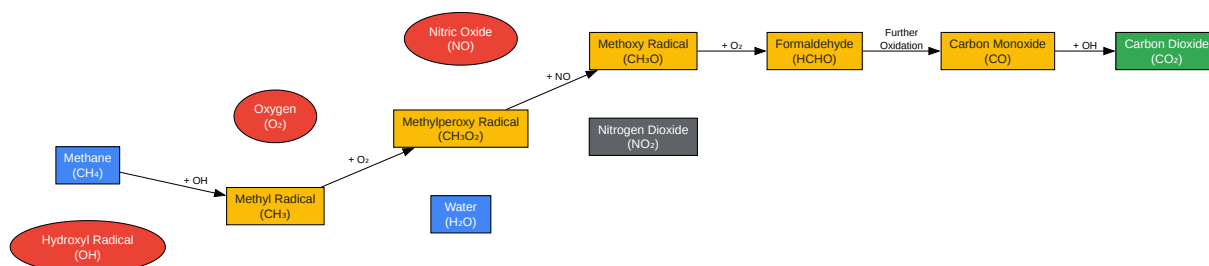 Methane
(CH₄)
Hydroxyl Radical
(OH)
+ OH
Methyl Radical
(CH₃)
Oxygen
(O₂)
+ O₂
Methylperoxy Radical
(CH₃O₂)
Water
(H₂O)
Nitric Oxide
(NO)
+ NO
Methoxy Radical
(CH₃O)
Nitrogen Dioxide
(NO₂)
+ O₂
Formaldehyde
(HCHO)
Further
Oxidation
Carbon Monoxide
(CO)
+ OH
Carbon Dioxide
(CO₂)